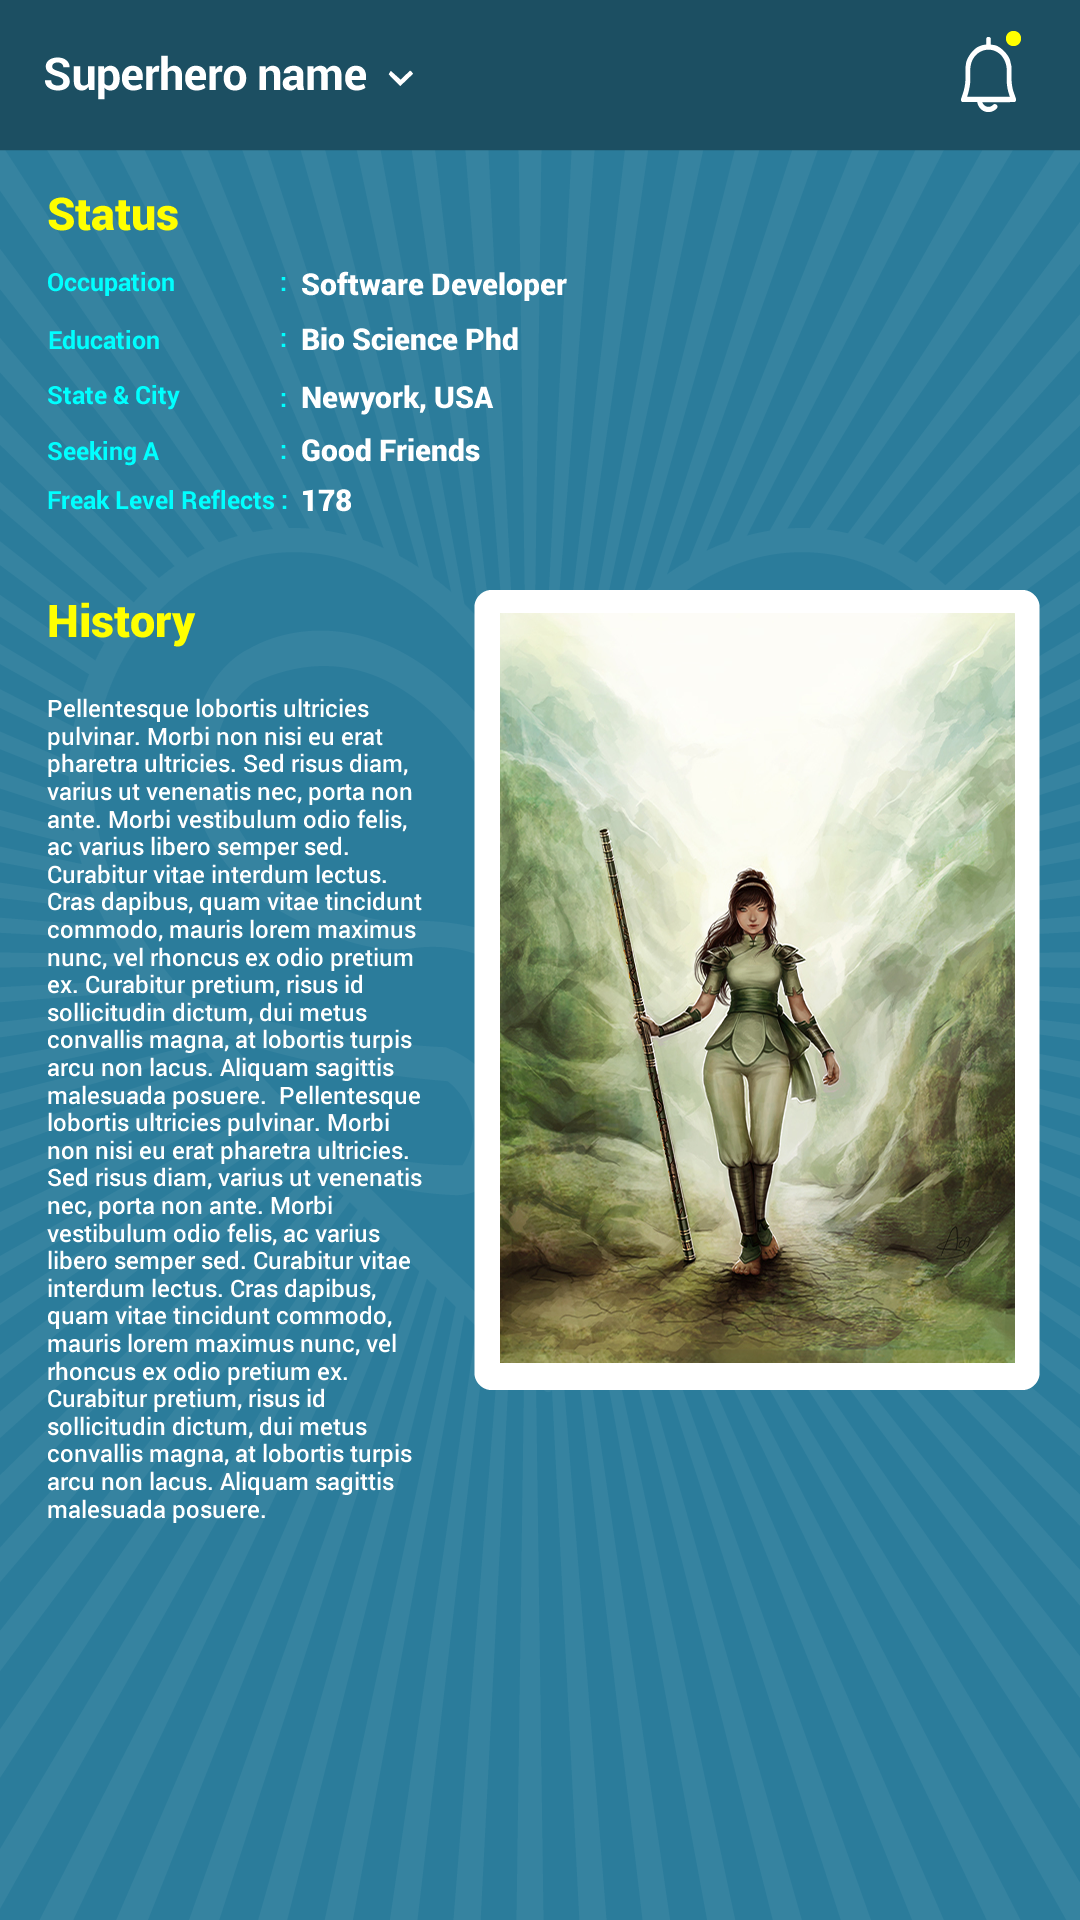 Superhero name
Status
Occupation : Software Developer
Education : Bio Science Phd
State & City : Newyork, USA
Seeking A : Good Friends
Freak Level Reflects : 178
History
Pellentesque lobortis ultricies
pulvinar. Morbi non nisi eu erat
pharetra ultricies. Sed risus diam,
varius ut venenatis nec, porta non
ante. Morbi vestibulum odio felis,
ac varius libero semper sed.
Curabitur vitae interdum lectus.
Cras dapibus, quam vitae tincidunt
commodo, mauris lorem maximus
nunc, vel rhoncus ex odio pretium
ex. Curabitur pretium, risus id
sollicitudin dictum, dui metus
convallis magna, at lobortis turpis
arcu non lacus. Aliquam sagittis
malesuada posuere.  Pellentesque
lobortis ultricies pulvinar. Morbi
non nisi eu erat pharetra ultricies.
Sed risus diam, varius ut venenatis
nec, porta non ante. Morbi
vestibulum odio felis, ac varius
libero semper sed. Curabitur vitae
interdum lectus. Cras dapibus,
quam vitae tincidunt commodo,
mauris lorem maximus nunc, vel
rhoncus ex odio pretium ex.
Curabitur pretium, risus id
sollicitudin dictum, dui metus
convallis magna, at lobortis turpis
arcu non lacus. Aliquam sagittis
malesuada posuere.